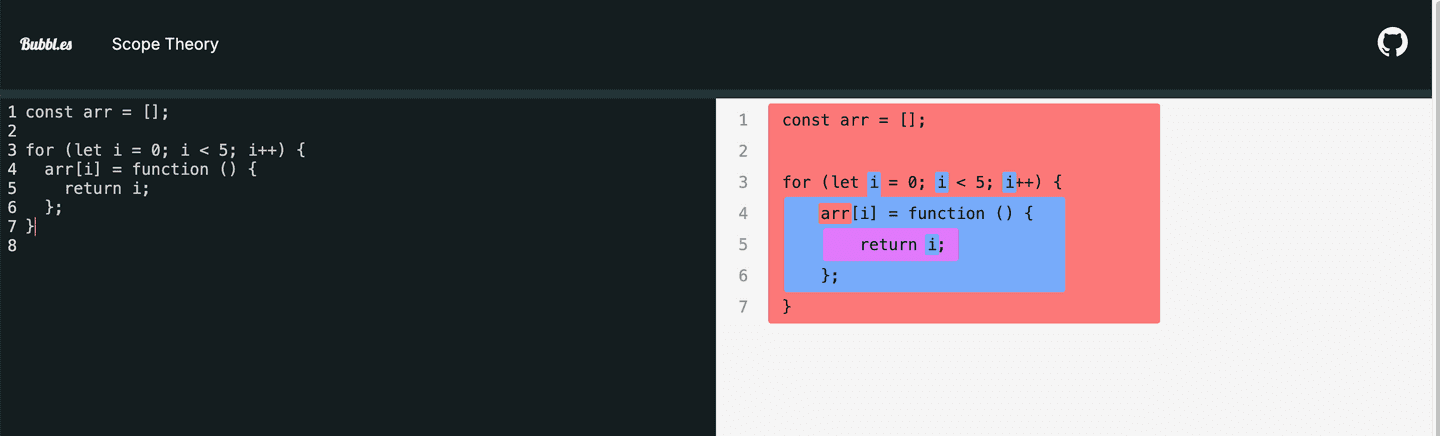 Bubbl.es Scope Theory
1 const arr = [];
2
3 for (let i = 0; i < 5; i++) {
4   arr[i] = function () {
5     return i;
6   };
7 }
8
1 const arr = [];
2
3 for (let i = 0; i < 5; i++) {
4     arr[i] = function () {
5         return i;
6     };
7 }